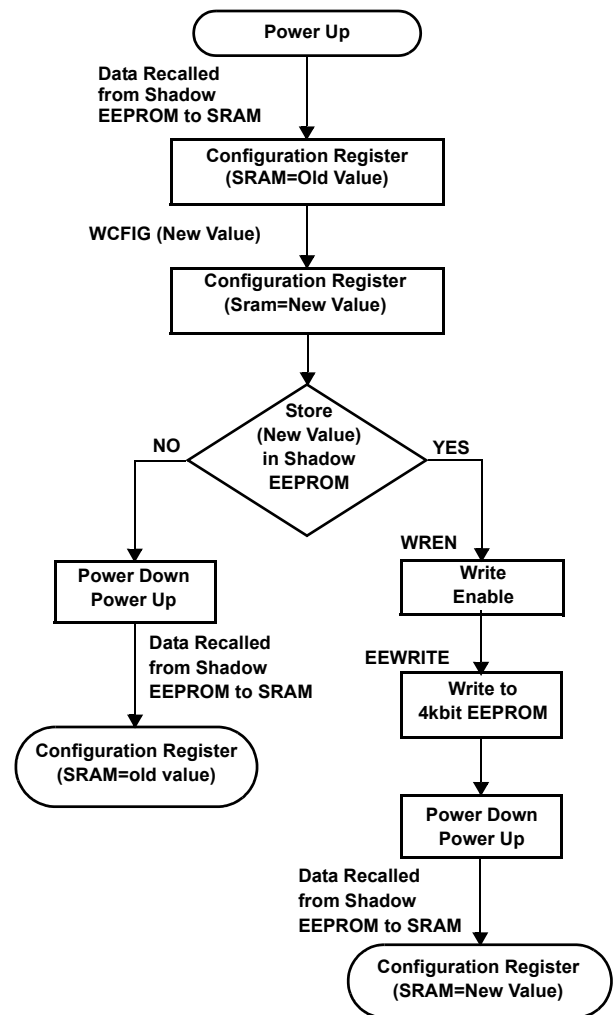 Power Up
Data Recalled
from Shadow
EEPROM to SRAM
Configuration Register
(SRAM=Old Value)
WCFIG (New Value)
Configuration Register
(Sram=New Value)
Store
(New Value)
in Shadow
EEPROM
NO
YES
Power Down
Power Up
Data Recalled
from Shadow
EEPROM to SRAM
Configuration Register
(SRAM=old value)
WREN
Write
Enable
EEWRITE
Write to
4kbit EEPROM
Power Down
Power Up
Data Recalled
from Shadow
EEPROM to SRAM
Configuration Register
(SRAM=New Value)